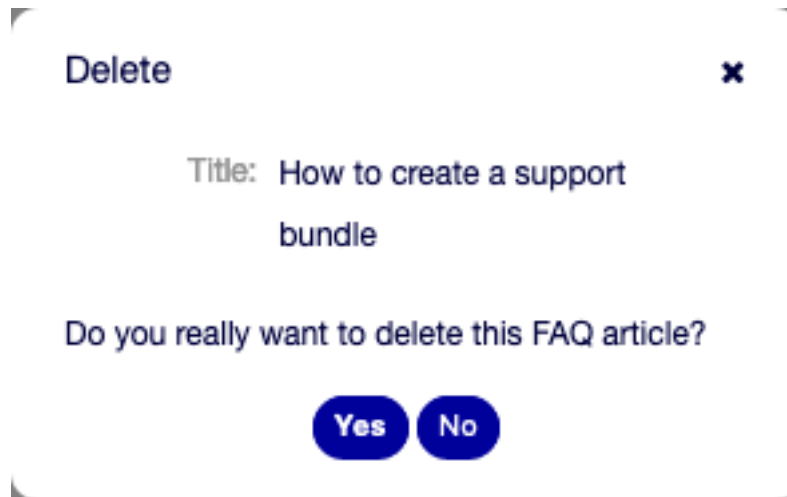 Delete
Title: How to create a support
bundle
Do you really want to delete this FAQ article?
Yes No